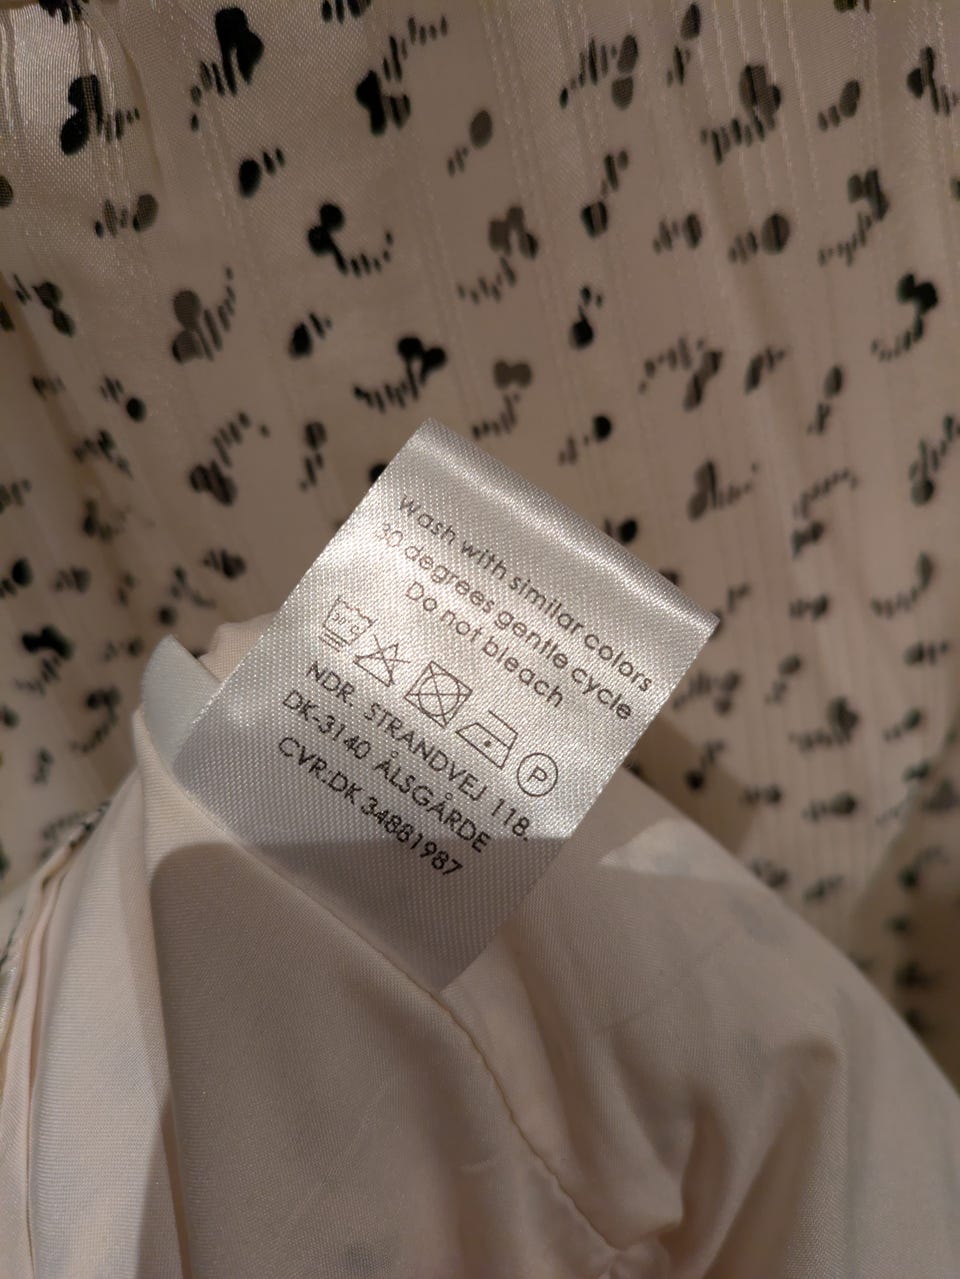 Wash with similar colors
30 degrees gentle cycle
Do not bleach
30°C
P
NDR. STRANDVEJ 118.
DK-3140 ÅLSGÅRDE
CVR:DK 34881987